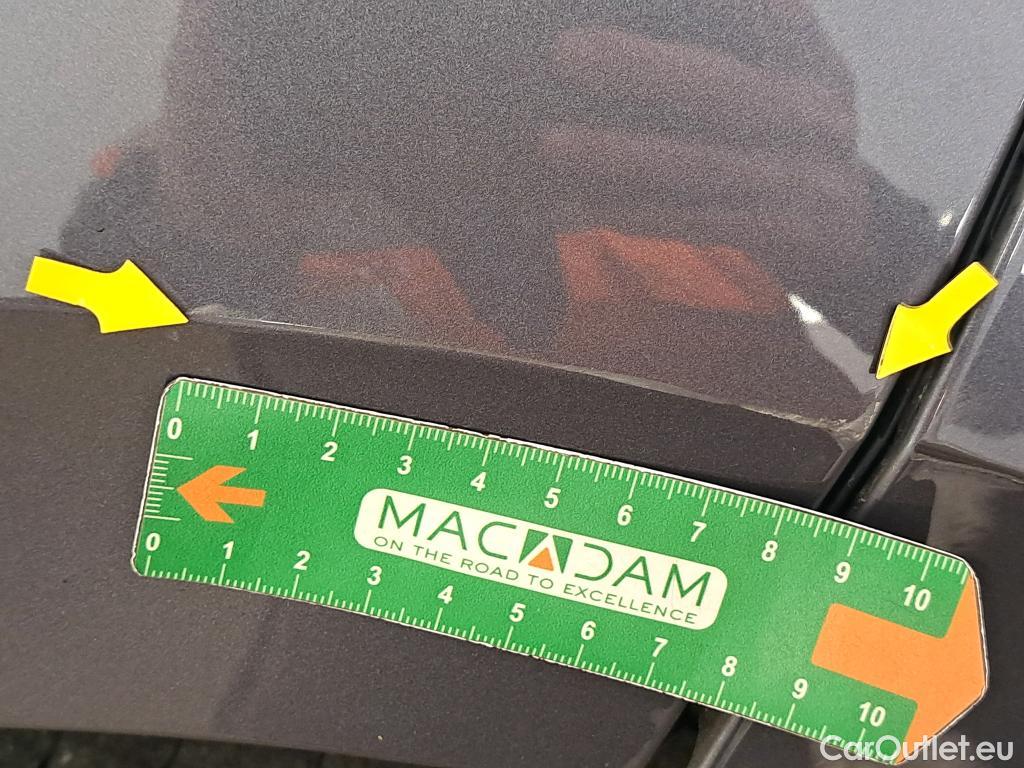 0 1 2 3 4 5 6 7 8 9 10
MACADAM
ON THE ROAD TO EXCELLENCE
0 1 2 3 4 5 6 7 8 9 10
CarOutlet.eu